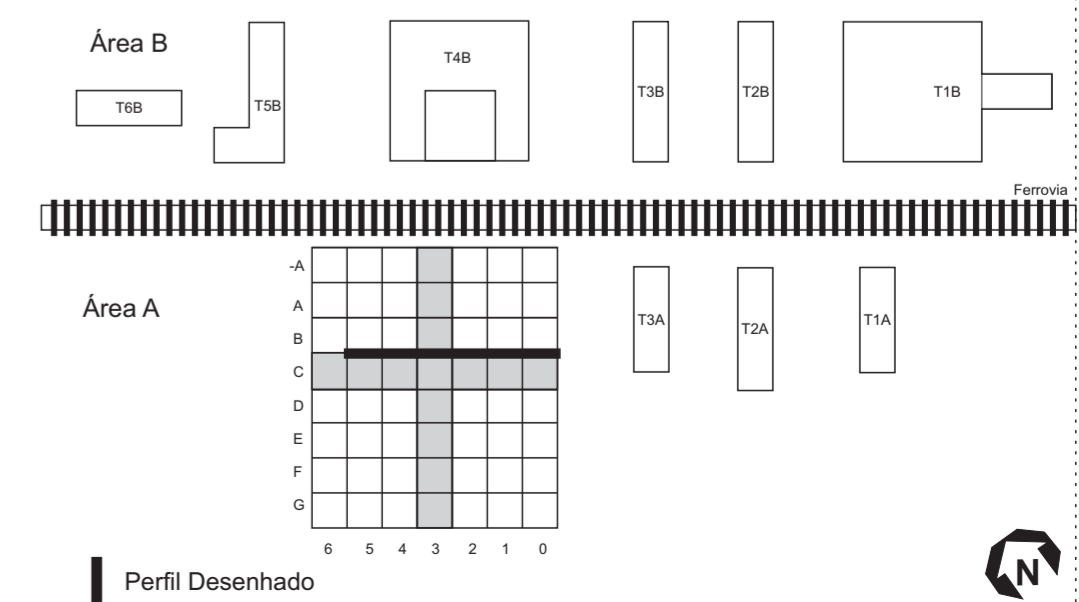 Área B
T4B
T6B
T5B
T3B
T2B
T1B
Ferrovia
-A
A
B
C
D
E
F
G
Área A
T3A
T2A
T1A
6 5 4 3 2 1 0
N
Perfil Desenhado